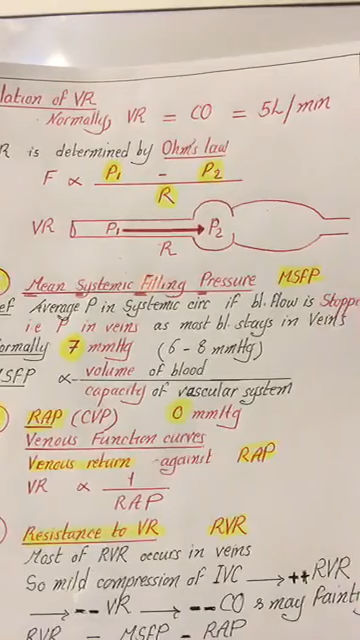 lation of VR
Normally, VR = CO = 5L/min
R is determined by Ohm's law
F ∝ P1 - P2
R
VR P1 P2
R
Mean Systemic Filling Pressure MSFP
ef Average P in Systemic circ if bl. flow is Stoppe
i.e P in veins as most bl. stays in Veins
ormally 7 mmHg (6-8 mmHg)
MSFP ∝ volume of blood
capacity of vascular system
RAP (CVP) 0 mmHg
Venous Function curves
Venous return against RAP
VR ∝ 1
RAP
Resistance to VR RVR
Most of RVR occurs in veins
So mild compression of IVC → ++RVR
→ -- VR → -- CO & may Fainti
RVR = MSFP - RAP